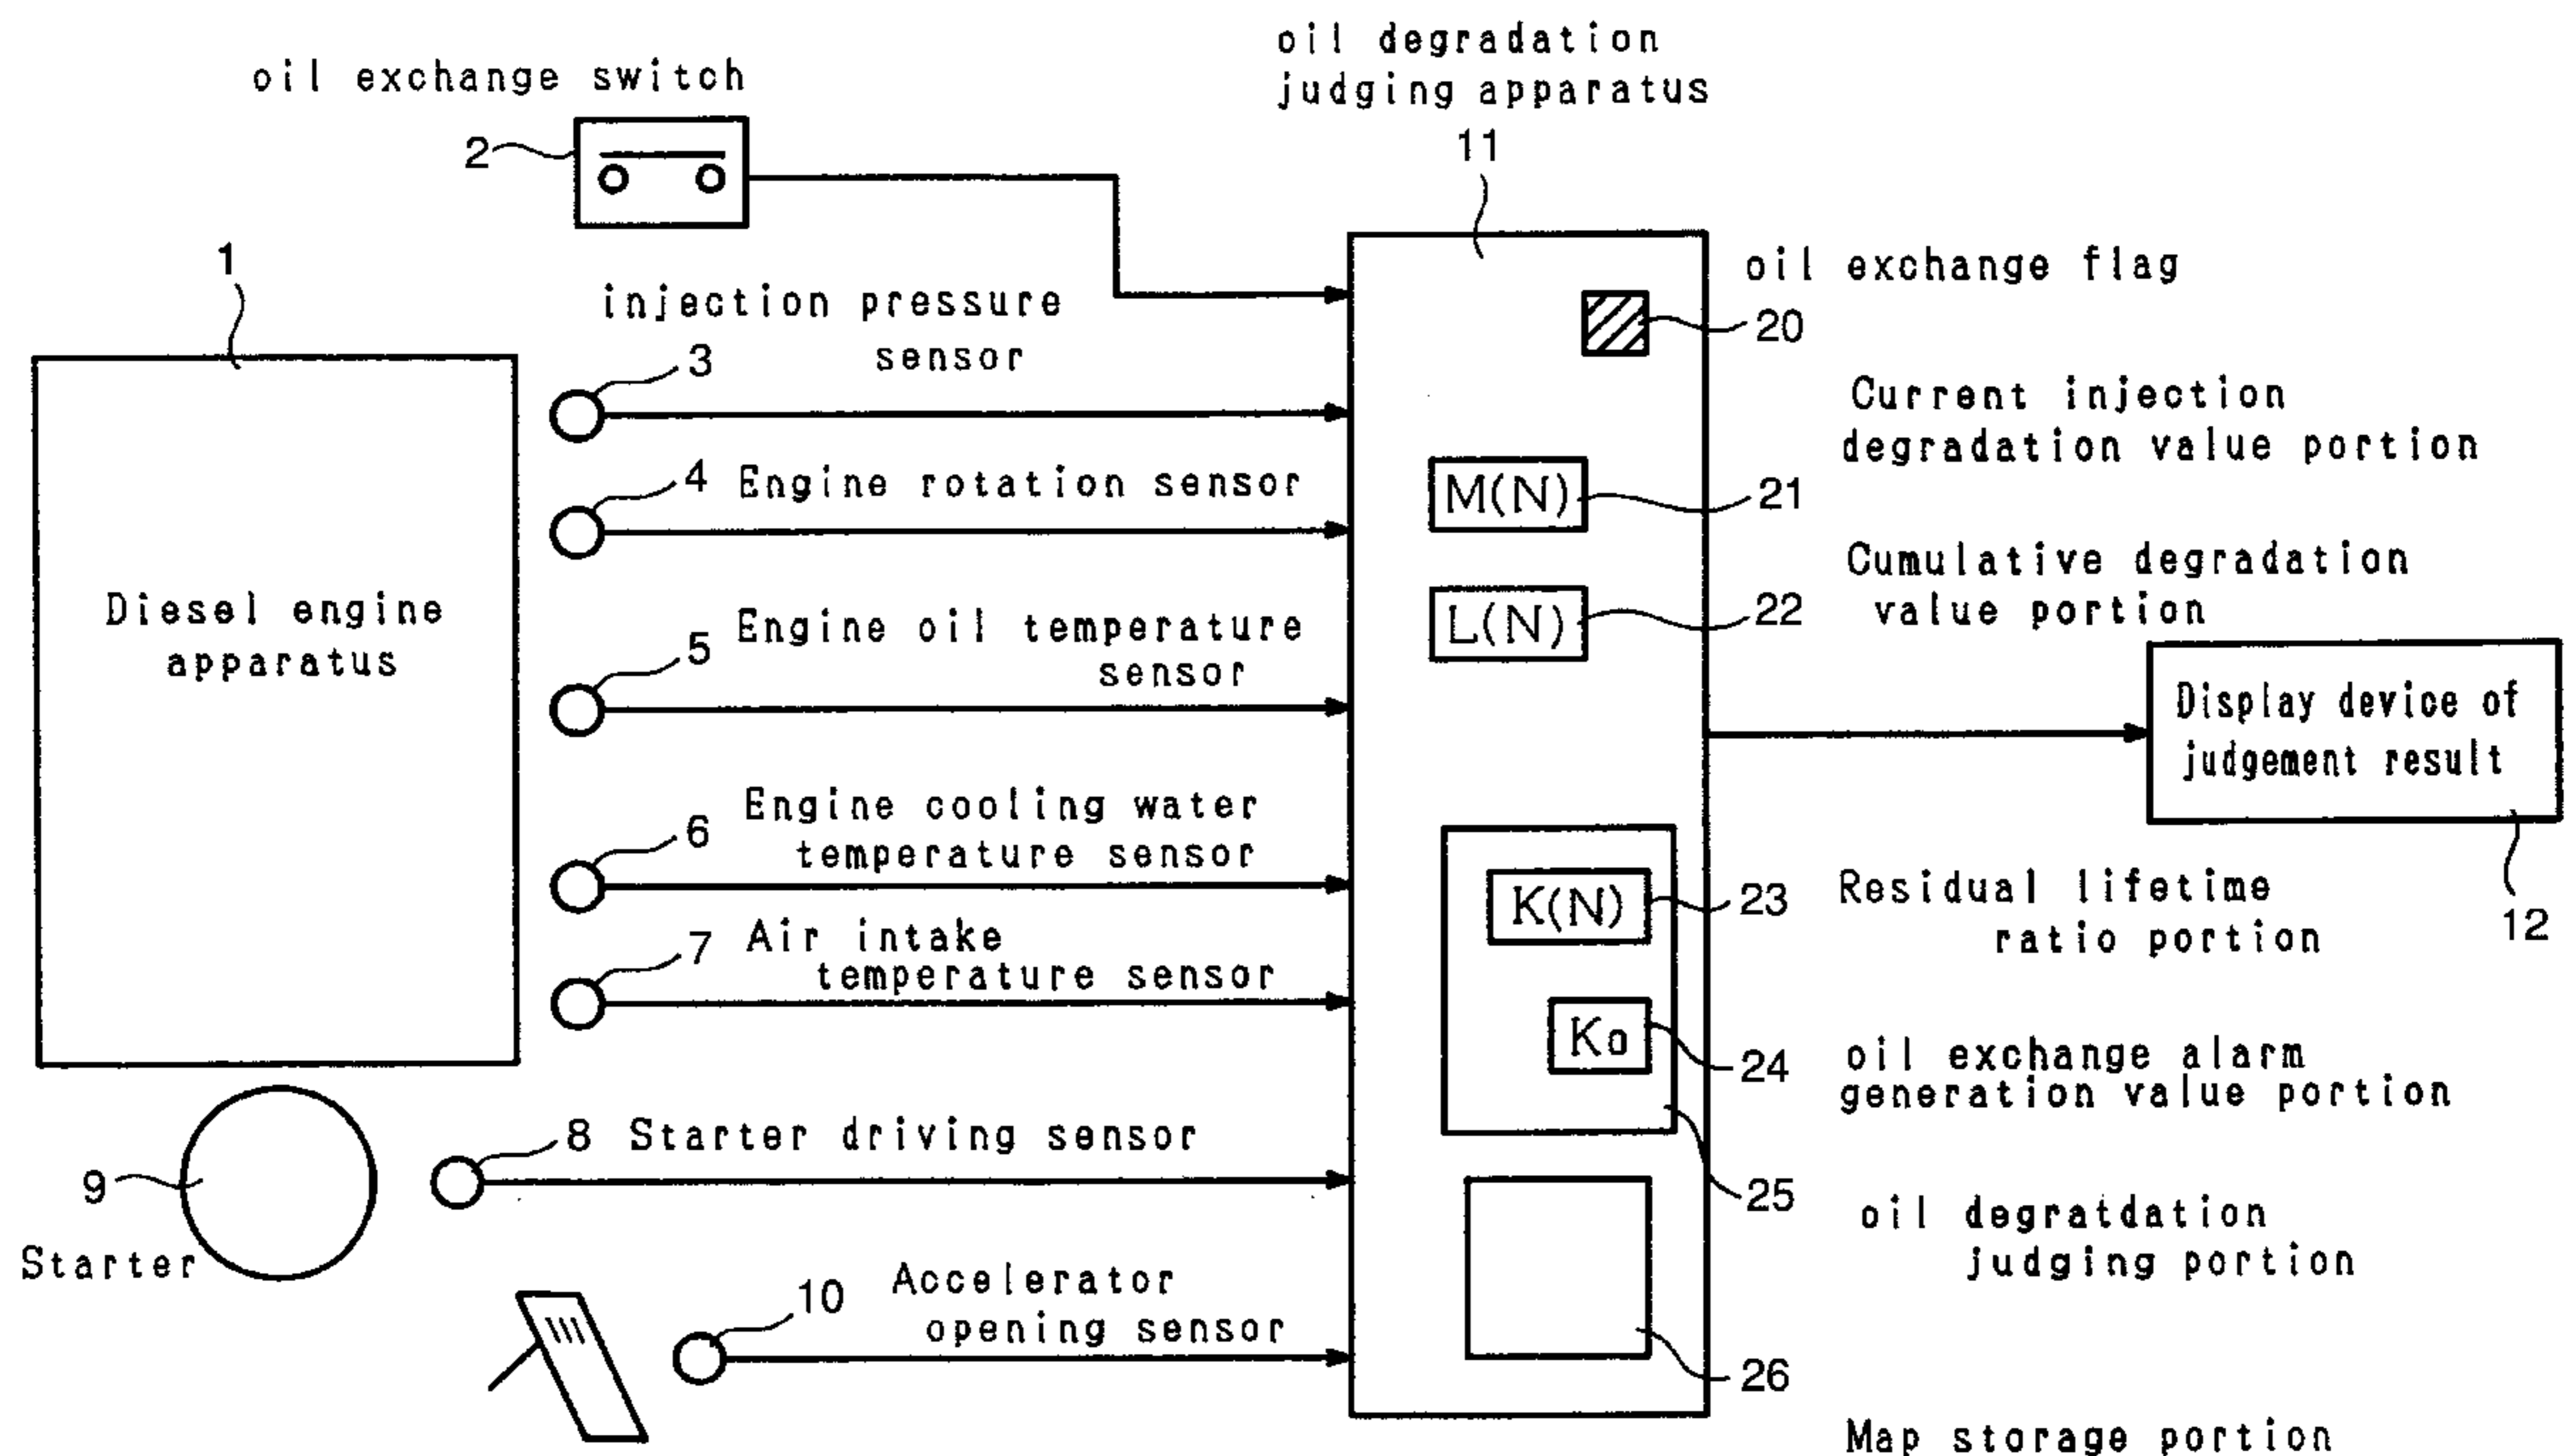 oil exchange switch
2
oil degradation
judging apparatus
11
1
Diesel engine
apparatus
injection pressure
sensor
3
4
Engine rotation sensor
5
Engine oil temperature
sensor
6
Engine cooling water
temperature sensor
7
Air intake
temperature sensor
8
Starter driving sensor
9
Starter
10
Accelerator
opening sensor
oil exchange flag
20
Current injection
degradation value portion
M(N)
21
Cumulative degradation
value portion
L(N)
22
Display device of
judgement result
12
K(N)
23
Residual lifetime
ratio portion
Ko
24
oil exchange alarm
generation value portion
25
oil degratdation
judging portion
26
Map storage portion